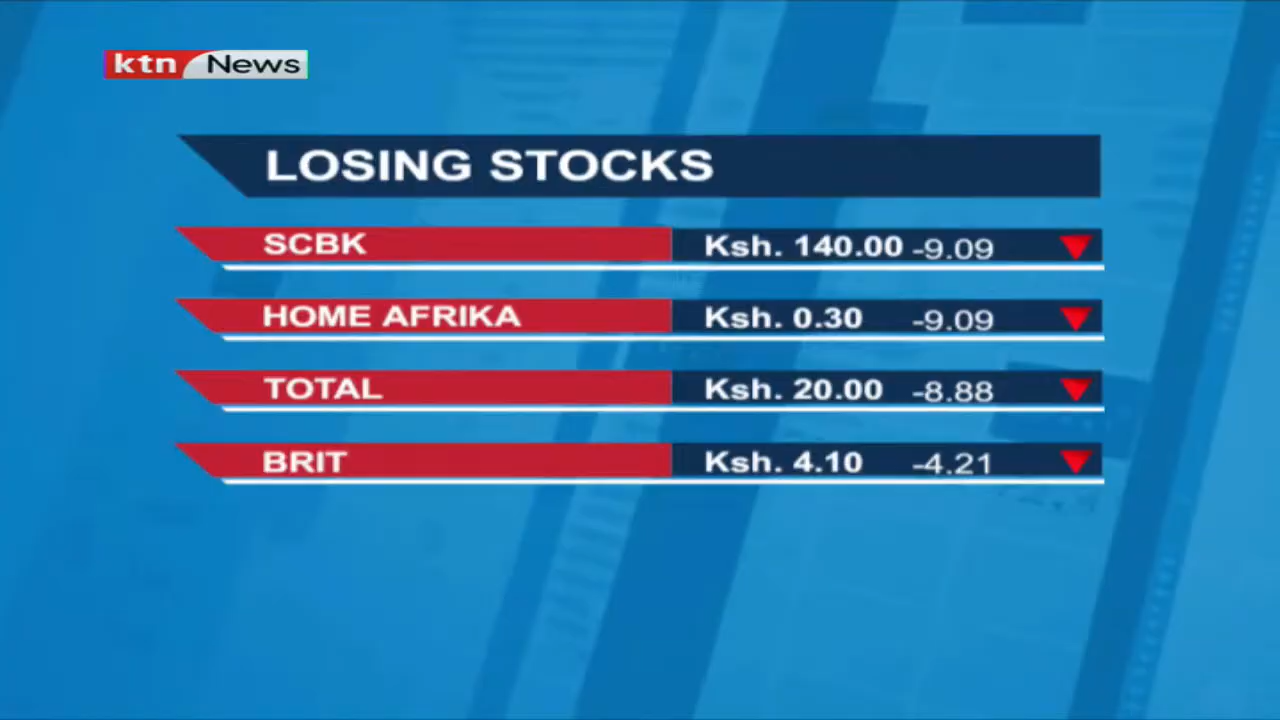 ktn News
LOSING STOCKS
SCBK Ksh. 140.00 -9.09
HOME AFRIKA Ksh. 0.30 -9.09
TOTAL Ksh. 20.00 -8.88
BRIT Ksh. 4.10 -4.21